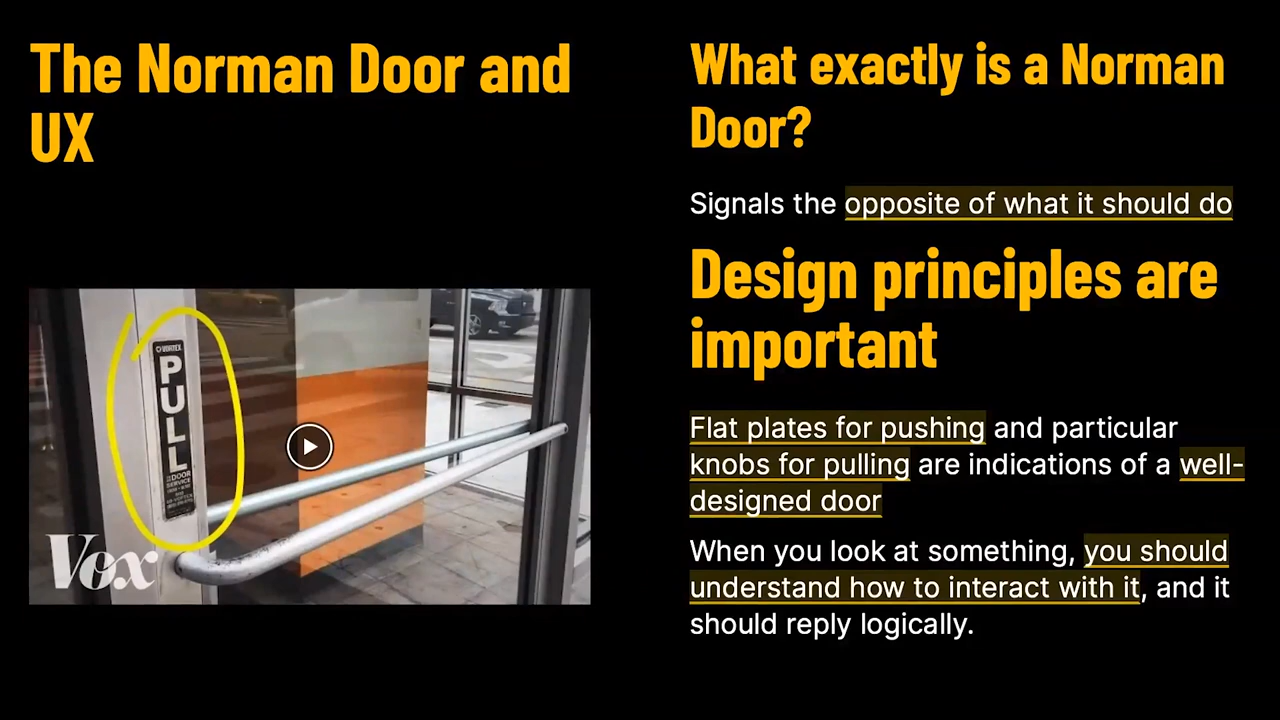 The Norman Door and
UX
VORTEX
PULL
DOOR
SERVICE
Vox
What exactly is a Norman
Door?
Signals the opposite of what it should do
Design principles are
important
Flat plates for pushing and particular
knobs for pulling are indications of a well-
designed door
When you look at something, you should
understand how to interact with it, and it
should reply logically.